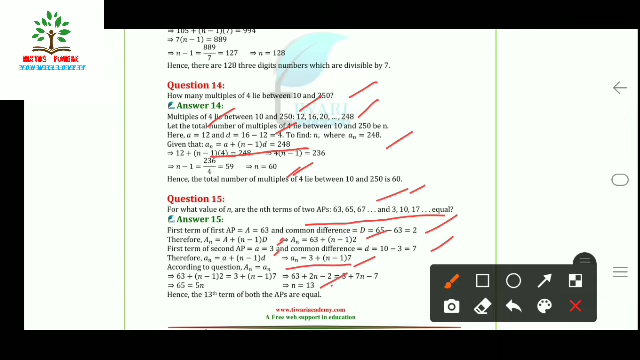 ⇒ 105 + (n − 1)(7) = 994
⇒ 7(n − 1) = 889
⇒ n − 1 = 889/7 = 127 ⇒ n = 128
Hence, there are 128 three digits numbers which are divisible by 7.
Question 14
How many multiples of 4 lie between 10 and 250?
Answer 14
Multiples of 4 lie between 10 and 250: 12, 16, 20, ..., 248
Let the total number of multiples of 4 lie between 10 and 250 be n.
Here, a = 12 and d = 16 − 12 = 4. To find: n, where aₙ = 248.
Given that: aₙ = a + (n − 1)d = 248
⇒ 12 + (n − 1)(4) = 248 ⇒ 4(n − 1) = 236
⇒ n − 1 = 236/4 = 59 ⇒ n = 60
Hence, the total number of multiples of 4 lie between 10 and 250 is 60.
Question 15
For what value of n, are the nth terms of two APs: 63, 65, 67 ... and 3, 10, 17 ... equal?
Answer 15
First term of first AP = A = 63 and common difference = D = 65 − 63 = 2
Therefore, Aₙ = A + (n − 1)D ⇒ Aₙ = 63 + (n − 1)2
First term of second AP = a = 3 and common difference = d = 10 − 3 = 7
Therefore, aₙ = a + (n − 1)d ⇒ aₙ = 3 + (n − 1)7
According to question, Aₙ = aₙ
⇒ 63 + (n − 1)2 = 3 + (n − 1)7 ⇒ 63 + 2n − 2 = 3 + 7n − 7
⇒ 65 = 5n ⇒ n = 13
Hence, the 13th term of both the APs are equal.
www.tiwariacademy.com
A Free web support in education